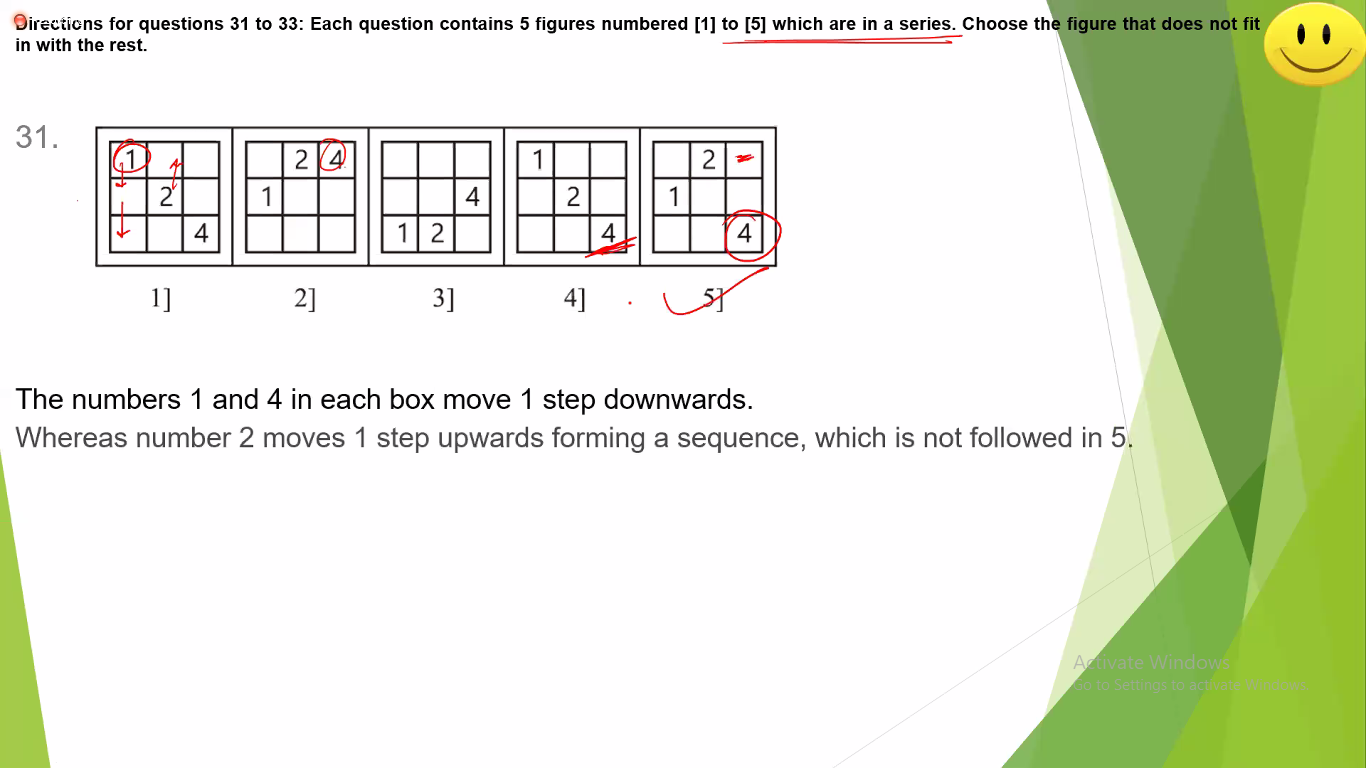 Directions for questions 31 to 33: Each question contains 5 figures numbered [1] to [5] which are in a series. Choose the figure that does not fit
in with the rest.
31.
1 2 4 1 2
2 1 4 2 1
4 1 2 4 4
1] 2] 3] 4] 5]
The numbers 1 and 4 in each box move 1 step downwards.
Whereas number 2 moves 1 step upwards forming a sequence, which is not followed in 5.
Activate Windows
Go to Settings to activate Windows.